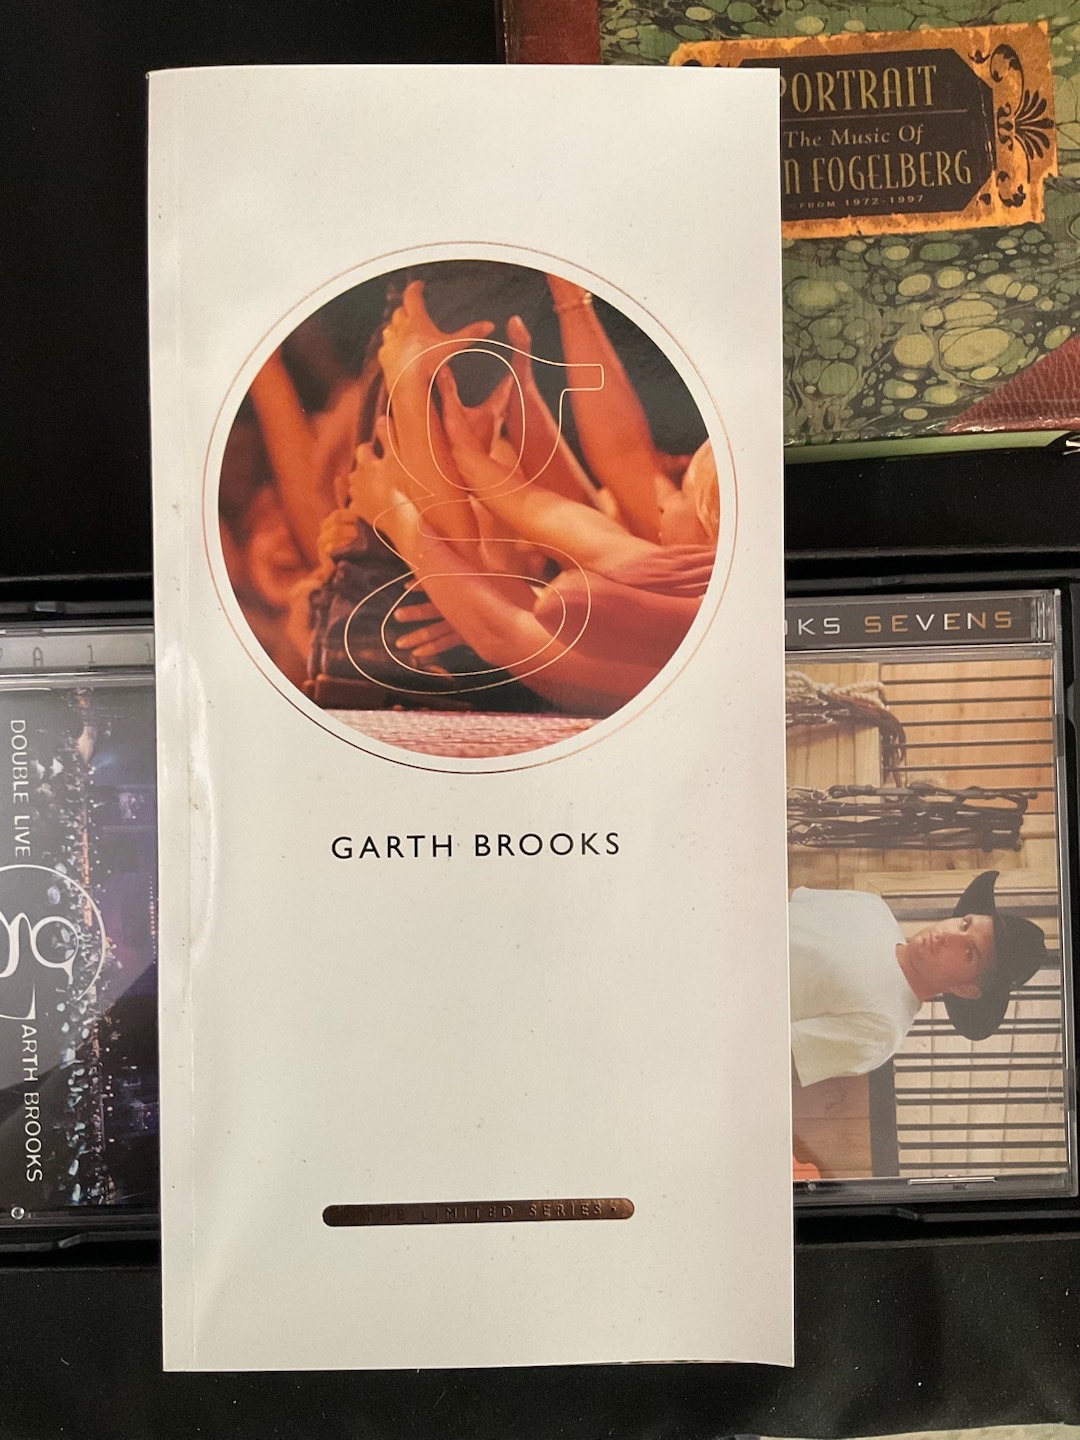 PORTRAIT
The Music Of
N FOGELBERG
FROM 1972-1997
g
GARTH BROOKS
THE LIMITED SERIES
DOUBLE LIVE
g
ARTH BROOKS
KS SEVENS